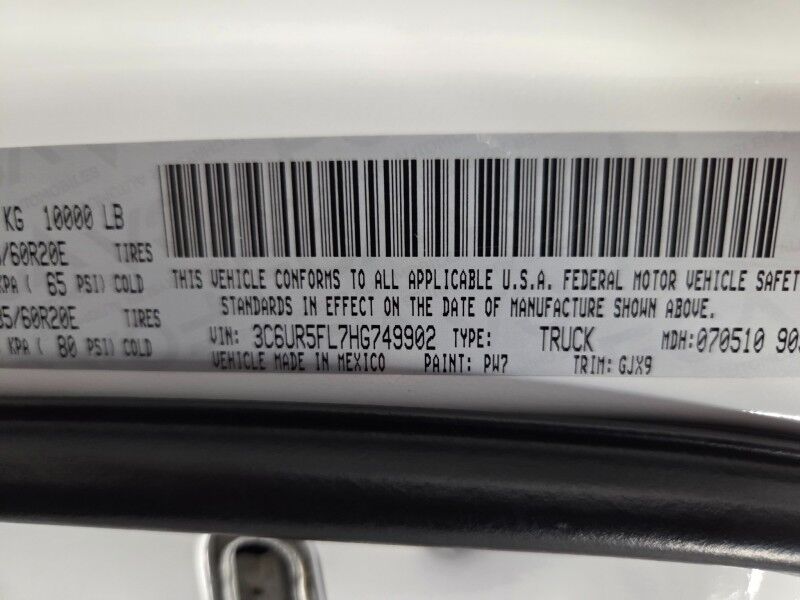 KG 10000 LB
/60R20E TIRES
KPA ( 65 PSI) COLD
5/60R20E TIRES
KPA ( 80 PSI) COLD
THIS VEHICLE CONFORMS TO ALL APPLICABLE U.S.A. FEDERAL MOTOR VEHICLE SAFETY
STANDARDS IN EFFECT ON THE DATE OF MANUFACTURE SHOWN ABOVE.
VIN: 3C6UR5FL7HG749902 TYPE: TRUCK MDH: 070510 903
VEHICLE MADE IN MEXICO PAINT: PW7 TRIM: GJX9